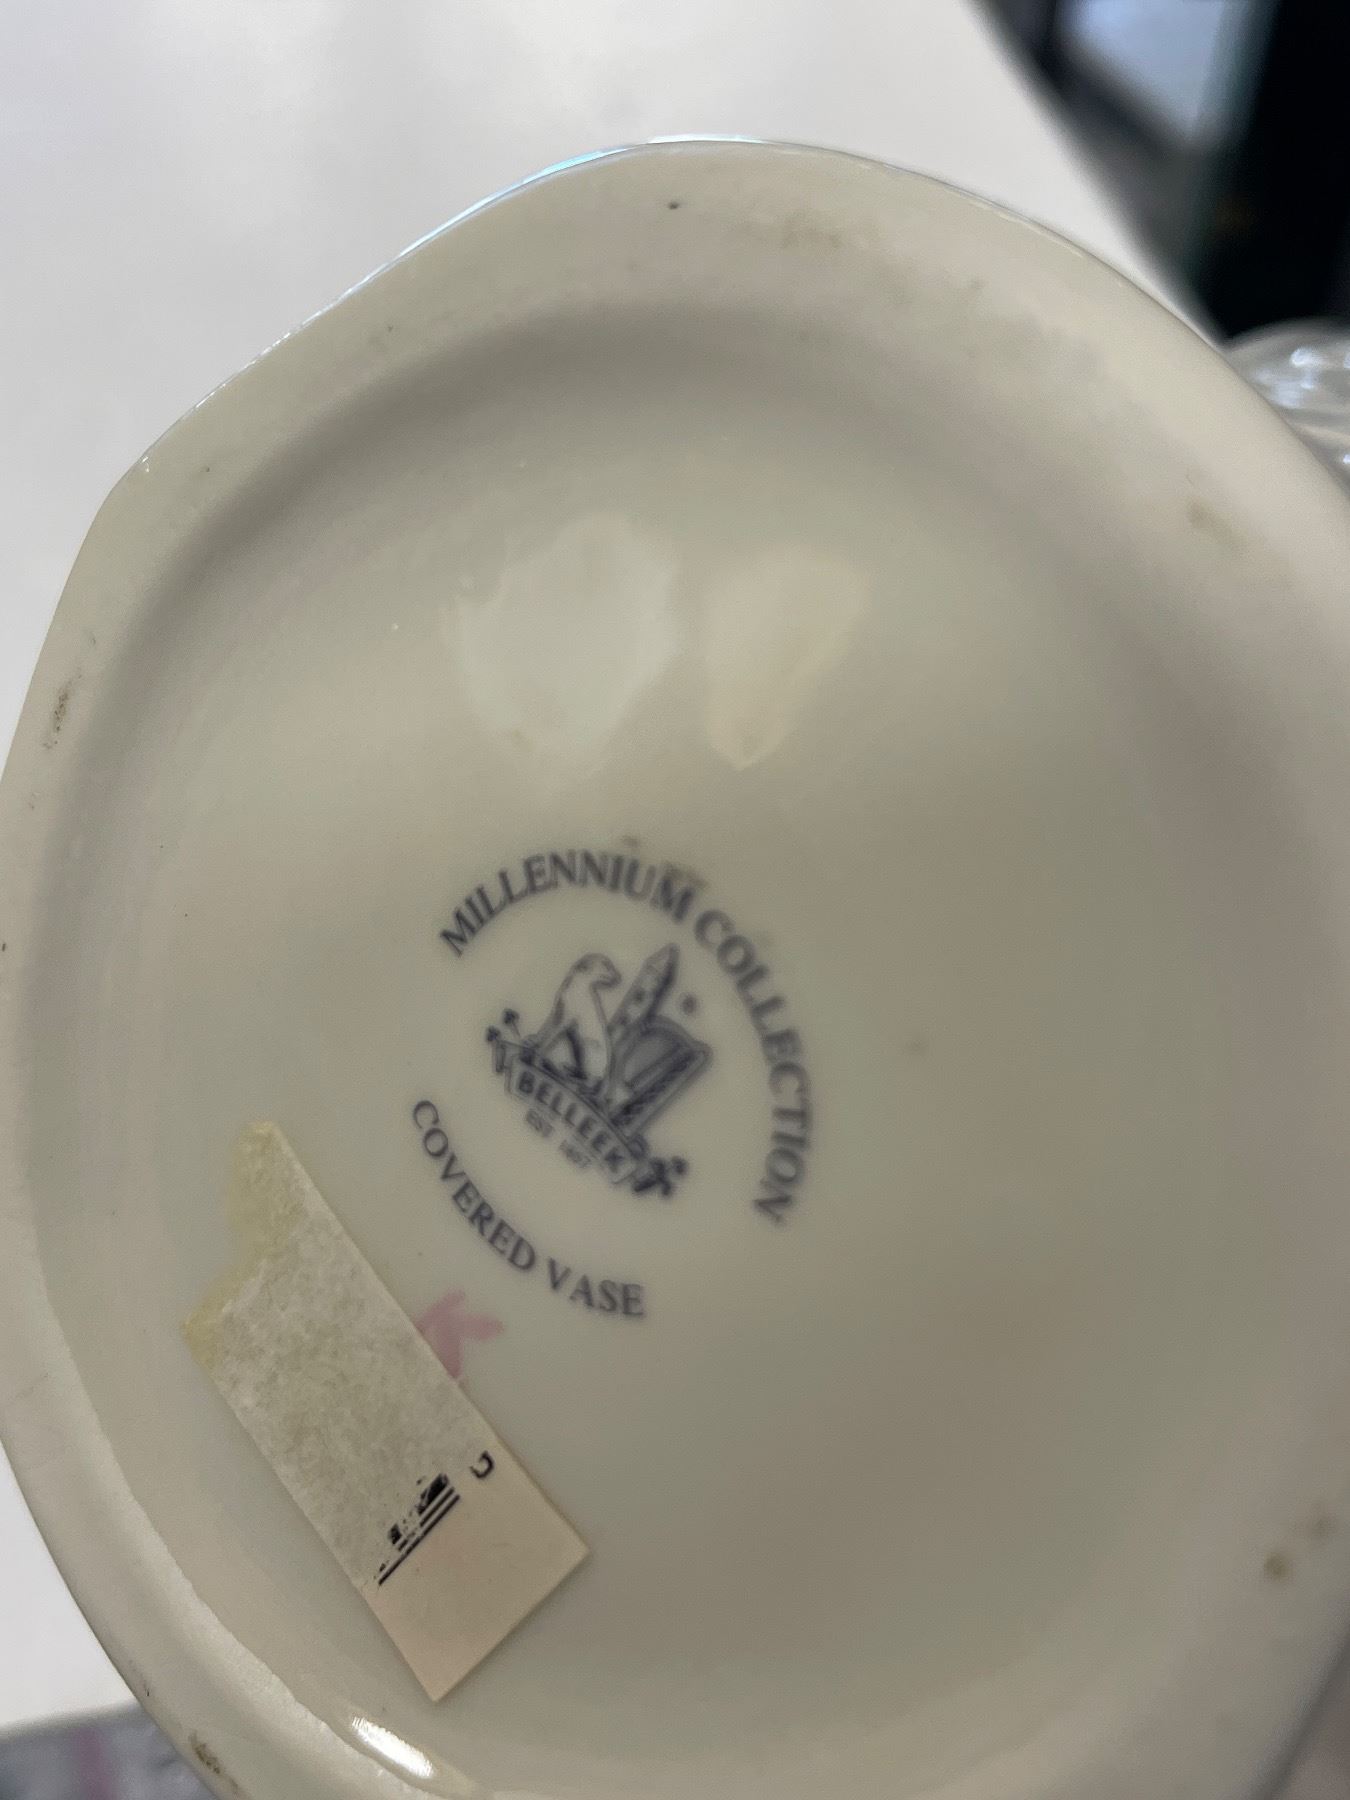 MILLENNIUM COLLECTION
®
BELLEEK
EST 1857
COVERED VASE
K